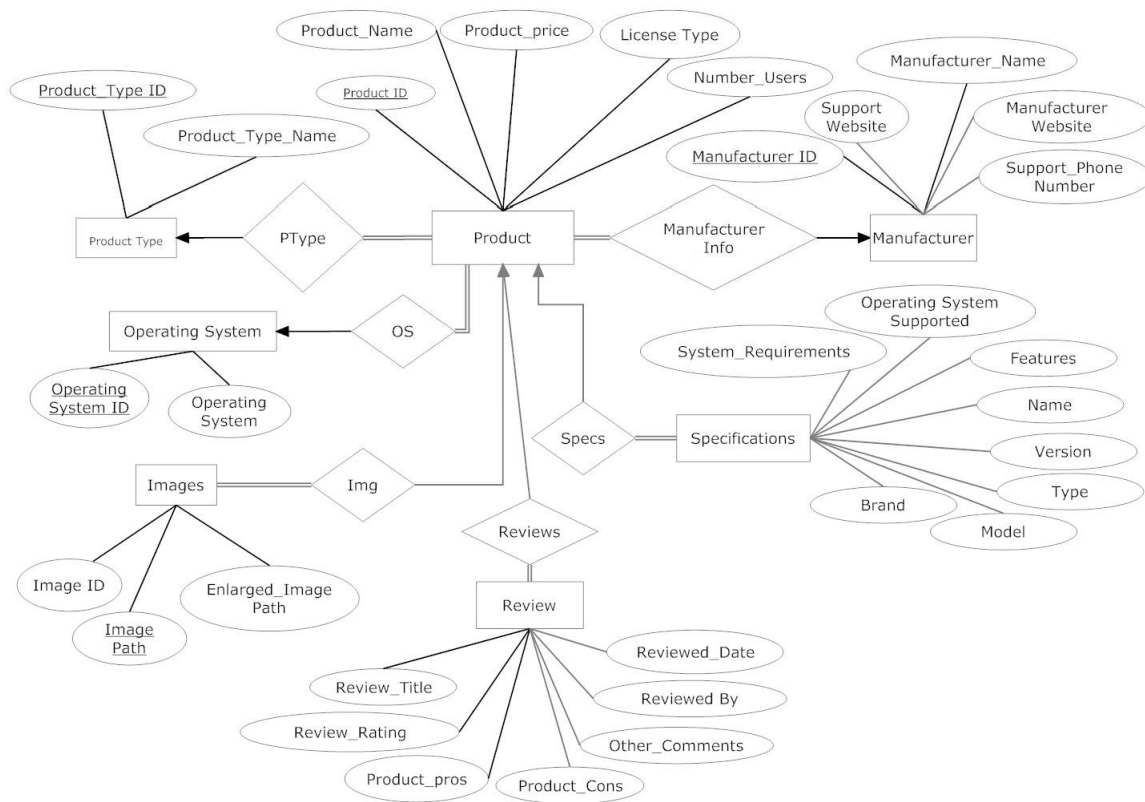 Product_Name
Product_price
License Type
Number_Users
Product ID
Product_Type ID
Product_Type_Name
Manufacturer_Name
Support
Website
Manufacturer
Website
Manufacturer ID
Support_Phone
Number
Product Type
PType
Product
Manufacturer
Info
Manufacturer
Operating System
OS
Operating
System ID
Operating
System
Operating System
Supported
System_Requirements
Features
Name
Version
Type
Model
Brand
Specs
Specifications
Images
Img
Image ID
Image
Path
Enlarged_Image
Path
Reviews
Review
Review_Title
Review_Rating
Product_pros
Product_Cons
Other_Comments
Reviewed By
Reviewed_Date